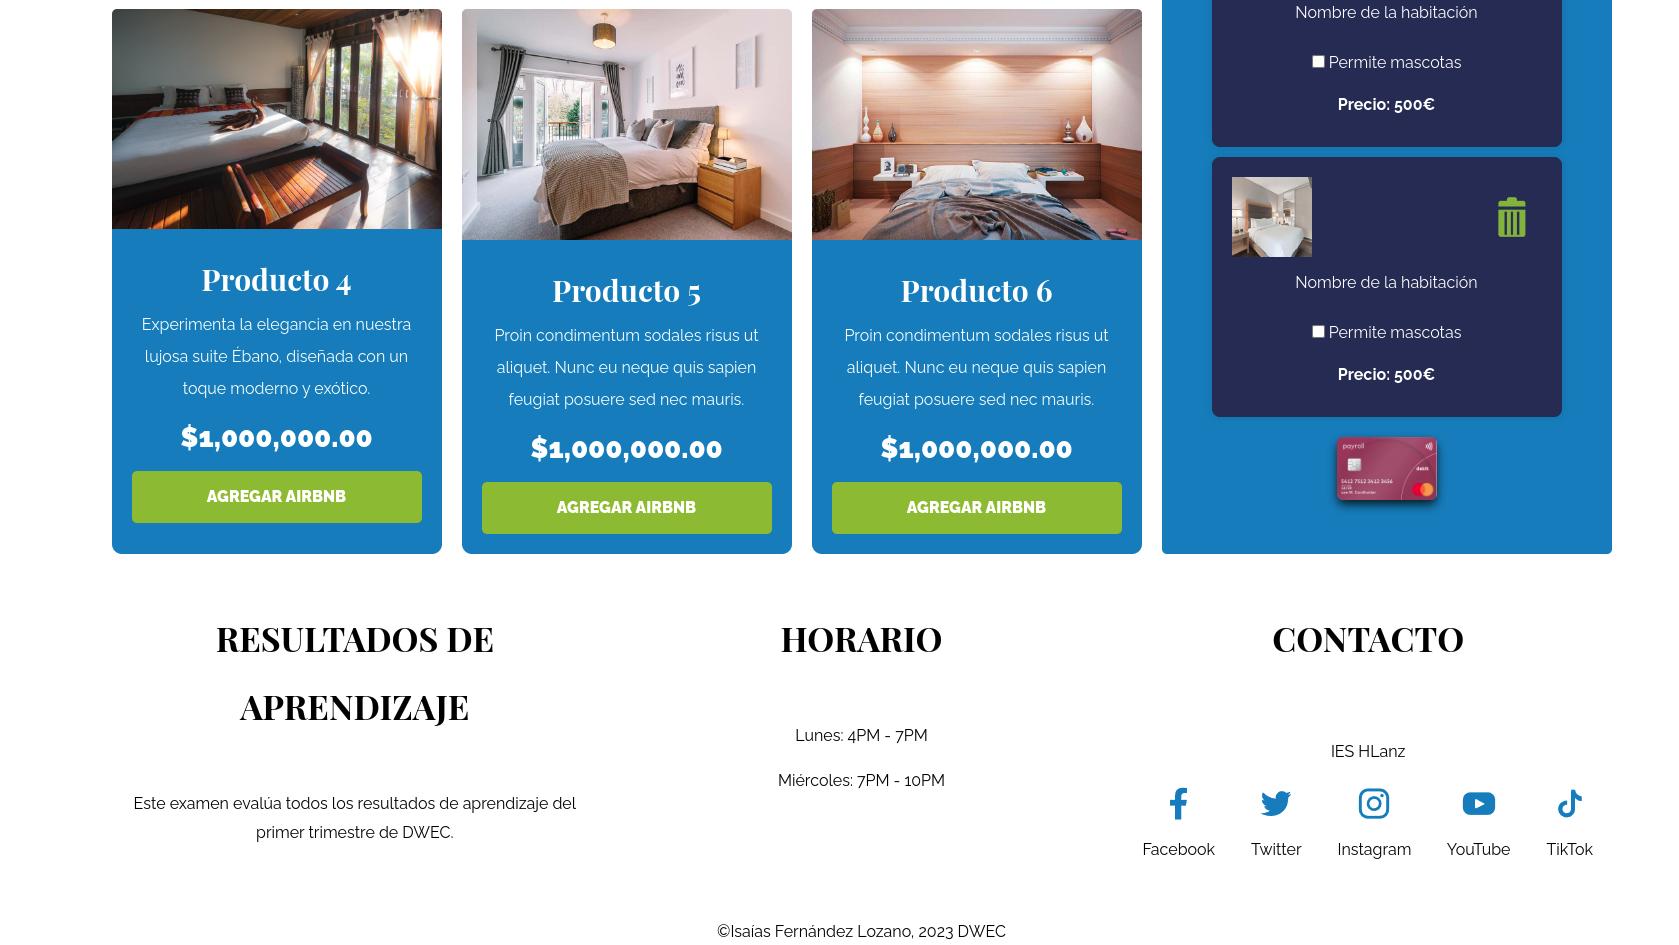 Producto 4
Experimenta la elegancia en nuestra
lujosa suite Ébano, diseñada con un
toque moderno y exótico.
$1,000,000.00
AGREGAR AIRBNB
Producto 5
Proin condimentum sodales risus ut
aliquet. Nunc eu neque quis sapien
feugiat posuere sed nec mauris.
$1,000,000.00
AGREGAR AIRBNB
Producto 6
Proin condimentum sodales risus ut
aliquet. Nunc eu neque quis sapien
feugiat posuere sed nec mauris.
$1,000,000.00
AGREGAR AIRBNB
Nombre de la habitación
Permite mascotas
Precio: 500€
Nombre de la habitación
Permite mascotas
Precio: 500€
payroll
debit
5412 7512 3412 3456
RESULTADOS DE
APRENDIZAJE
Este examen evalúa todos los resultados de aprendizaje del
primer trimestre de DWEC.
HORARIO
Lunes: 4PM - 7PM
Miércoles: 7PM - 10PM
CONTACTO
IES HLanz
Facebook
Twitter
Instagram
YouTube
TikTok
©Isaías Fernández Lozano, 2023 DWEC